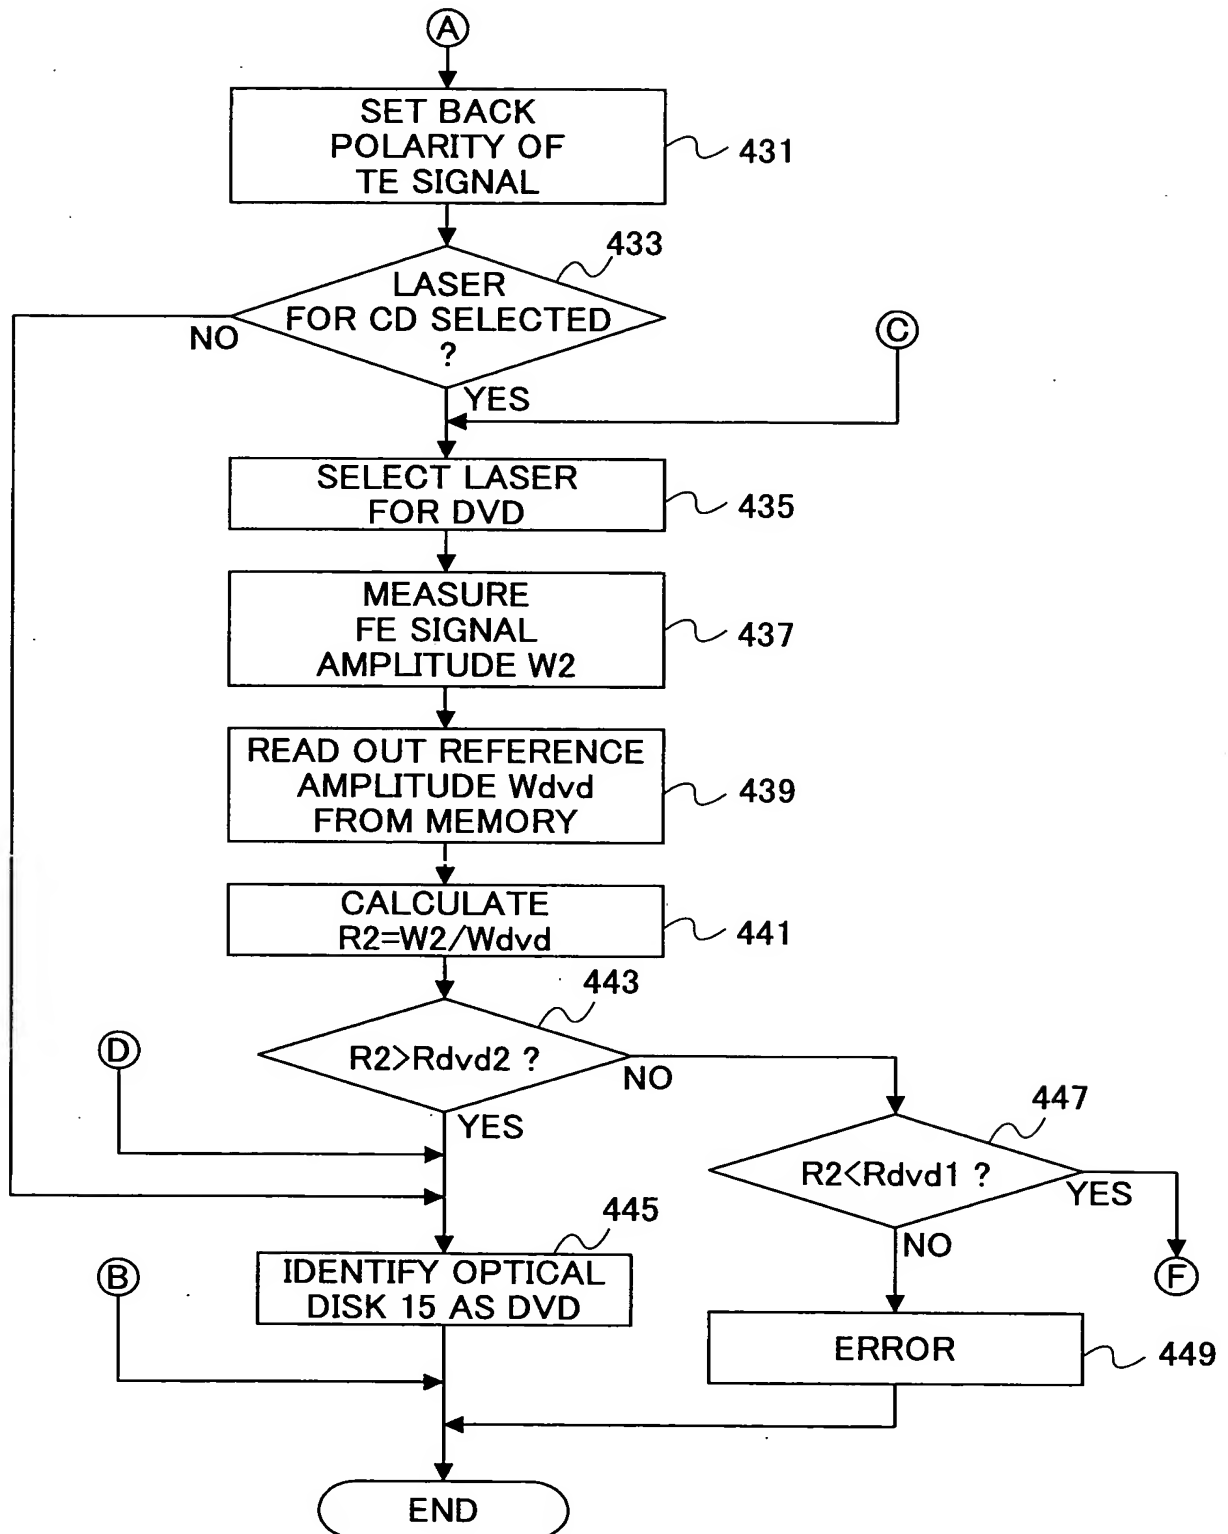 A
SET BACK
POLARITY OF
TE SIGNAL
431
433
LASER
FOR CD SELECTED
?
NO
YES
C
SELECT LASER
FOR DVD
435
MEASURE
FE SIGNAL
AMPLITUDE W2
437
READ OUT REFERENCE
AMPLITUDE Wdvd
FROM MEMORY
439
CALCULATE
R2=W2/Wdvd
441
443
R2>Rdvd2 ?
NO
YES
D
447
R2<Rdvd1 ?
YES
NO
F
445
IDENTIFY OPTICAL
DISK 15 AS DVD
B
ERROR
449
END